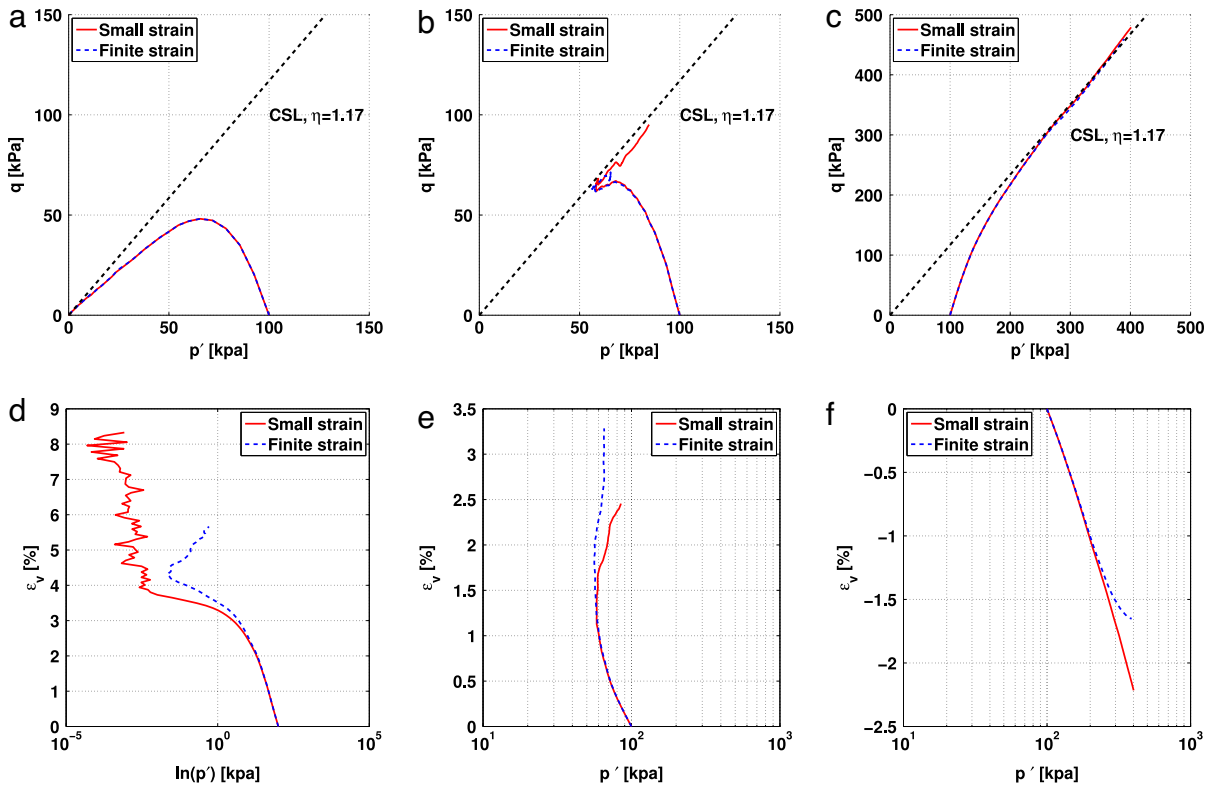 a
150
100
50
0
q [kPa]
Small strain
Finite strain
CSL, η=1.17
0
50
100
150
p′ [kpa]
b
150
100
50
0
q [kPa]
Small strain
Finite strain
CSL, η=1.17
0
50
100
150
p′ [kpa]
c
500
400
300
200
100
0
q [kPa]
Small strain
Finite strain
CSL, η=1.17
0
100
200
300
400
500
p′ [kpa]
d
9
8
7
6
5
4
3
2
1
0
εv [%]
Small strain
Finite strain
10^−5
10^0
10^5
ln(p′) [kpa]
e
3.5
3
2.5
2
1.5
1
0.5
0
εv [%]
Small strain
Finite strain
10^1
10^2
10^3
p ′ [kpa]
f
0
−0.5
−1
−1.5
−2
−2.5
εv [%]
Small strain
Finite strain
10^1
10^2
10^3
p ′ [kpa]